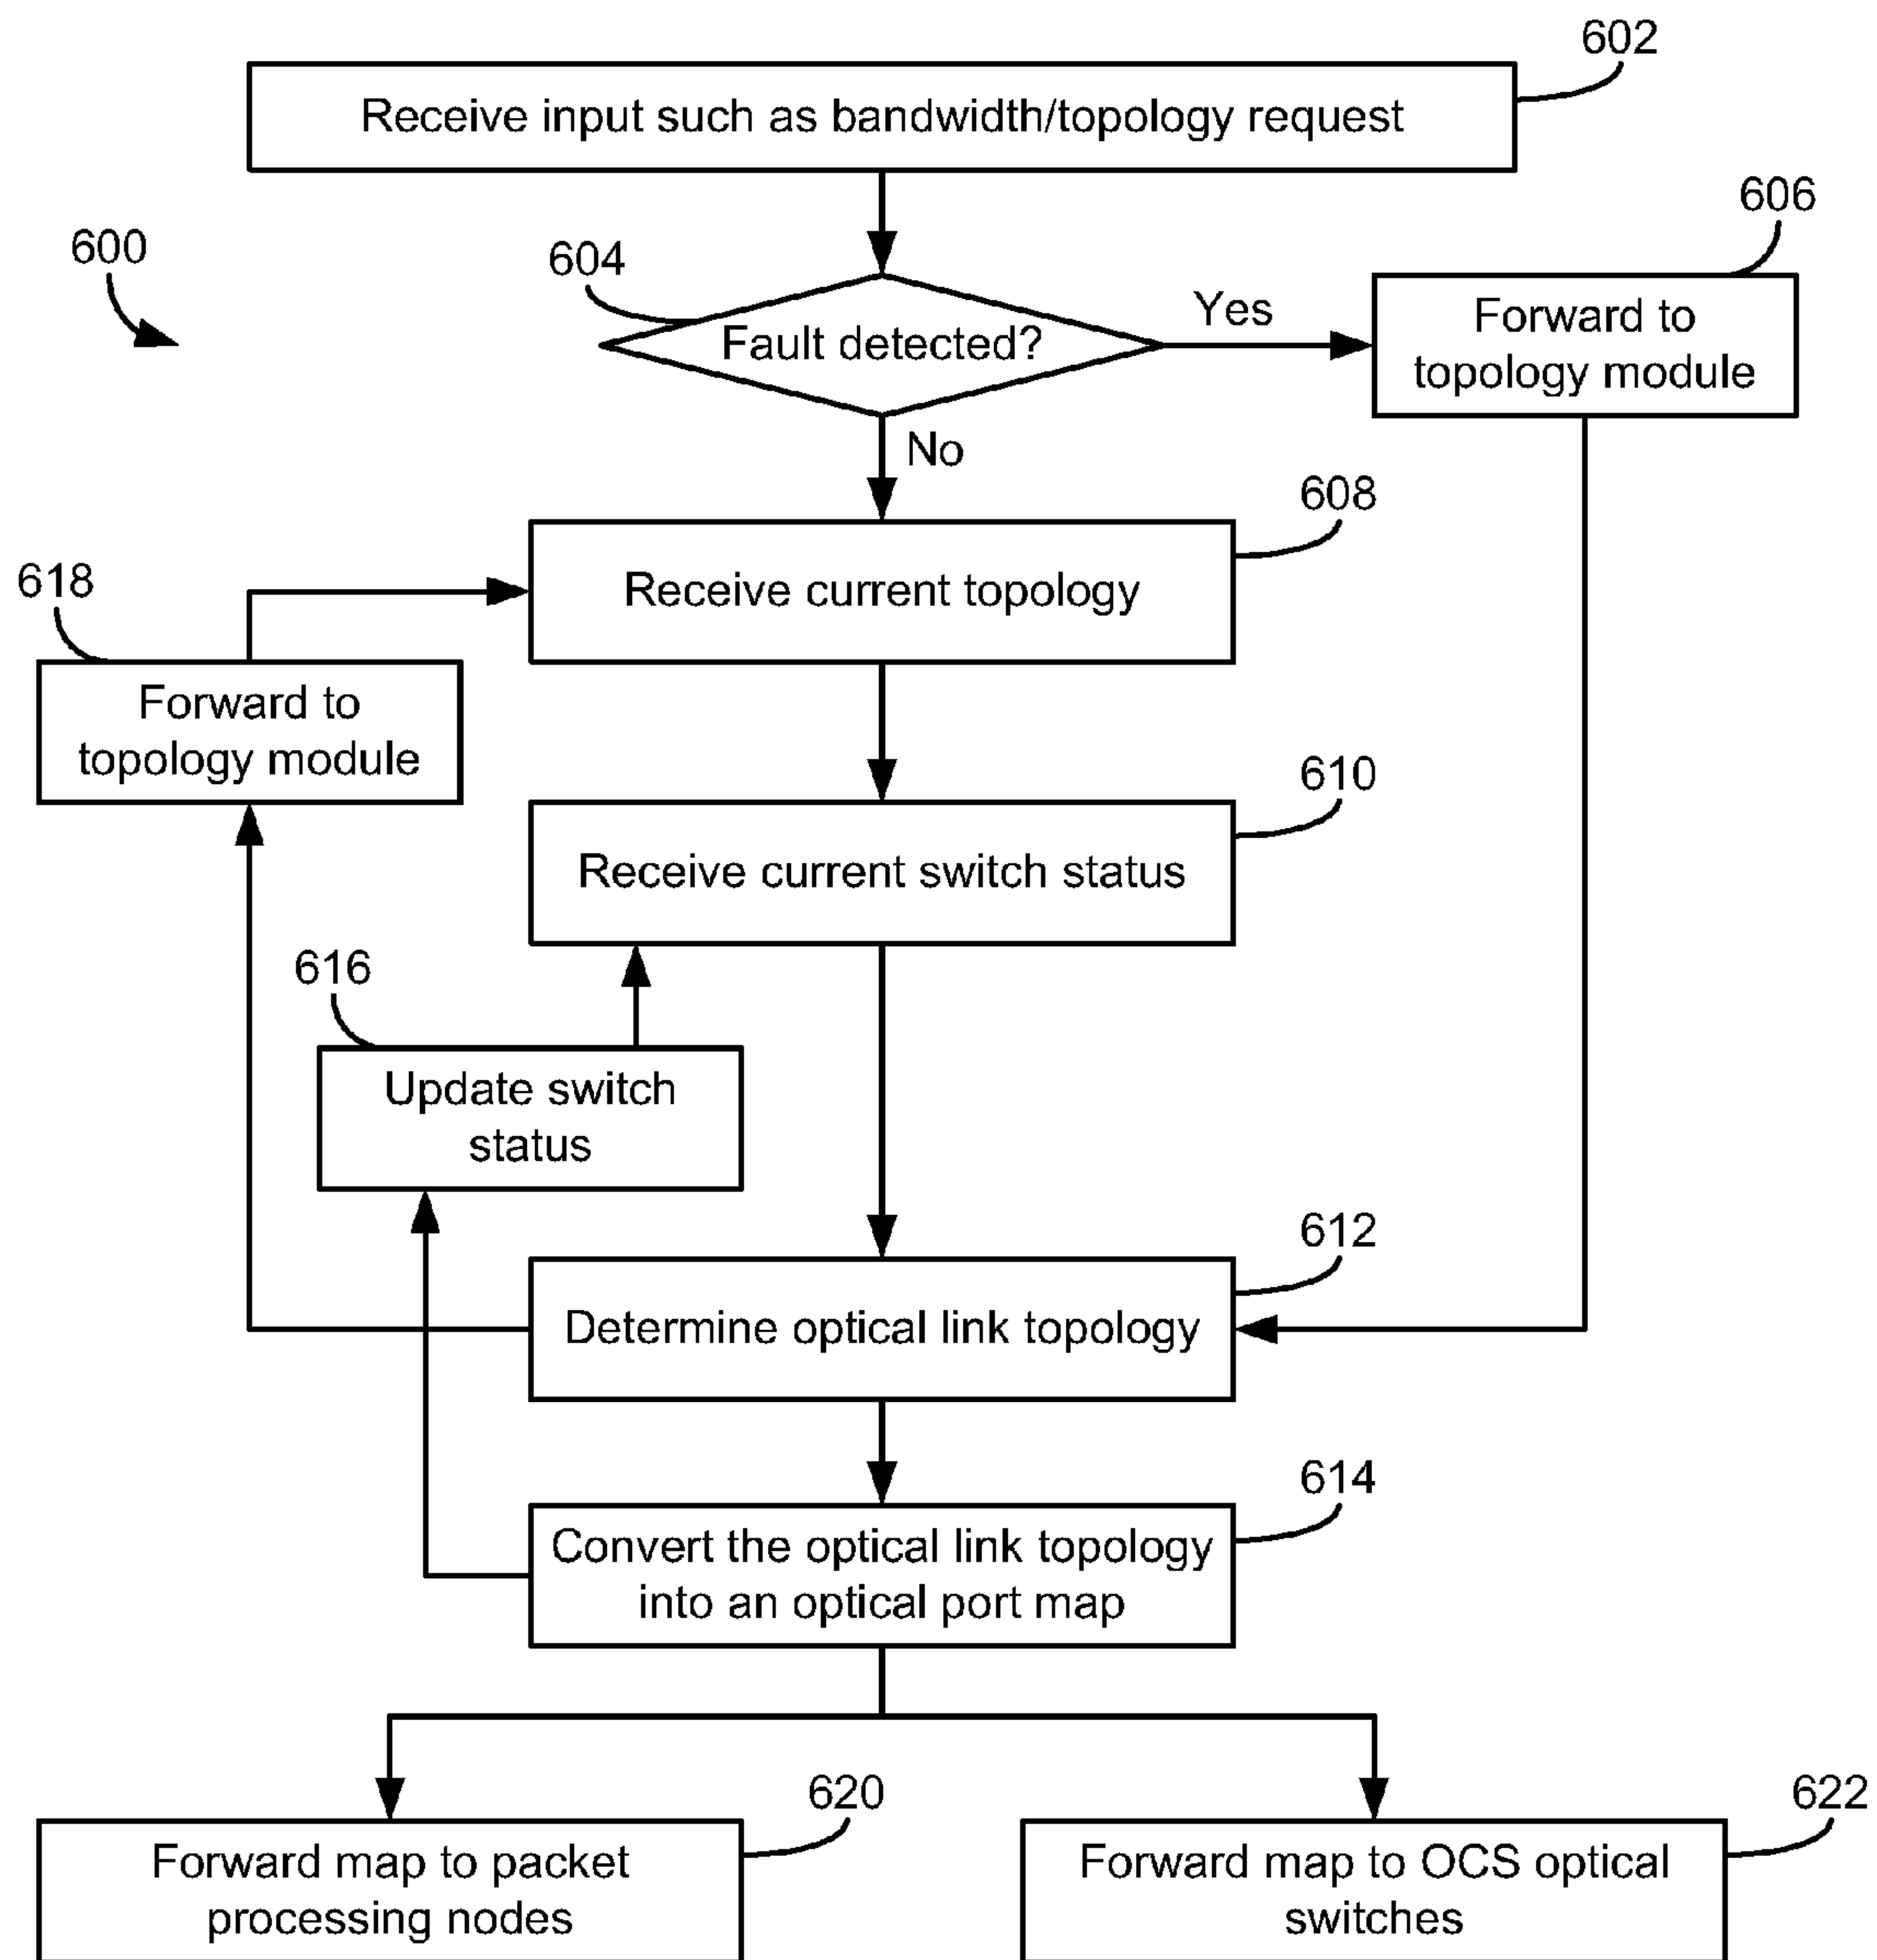 602
Receive input such as bandwidth/topology request
606
600
604
Yes
Fault detected?
Forward to
topology module
No
608
618
Receive current topology
Forward to
topology module
610
Receive current switch status
616
Update switch
status
612
Determine optical link topology
614
Convert the optical link topology
into an optical port map
620
622
Forward map to packet
processing nodes
Forward map to OCS optical
switches